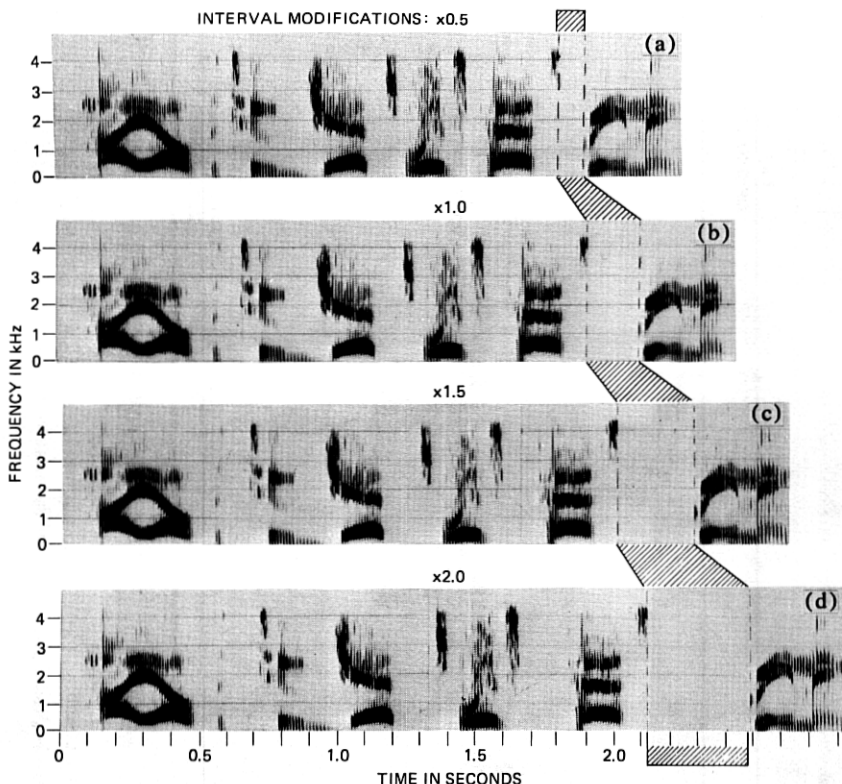 INTERVAL MODIFICATIONS: x0.5
(a)
4
3
2
1
0
x1.0
(b)
4
3
2
1
0
x1.5
(c)
4
3
2
1
0
x2.0
(d)
4
3
2
1
0
FREQUENCY IN kHz
0 0.5 1.0 1.5 2.0
TIME IN SECONDS